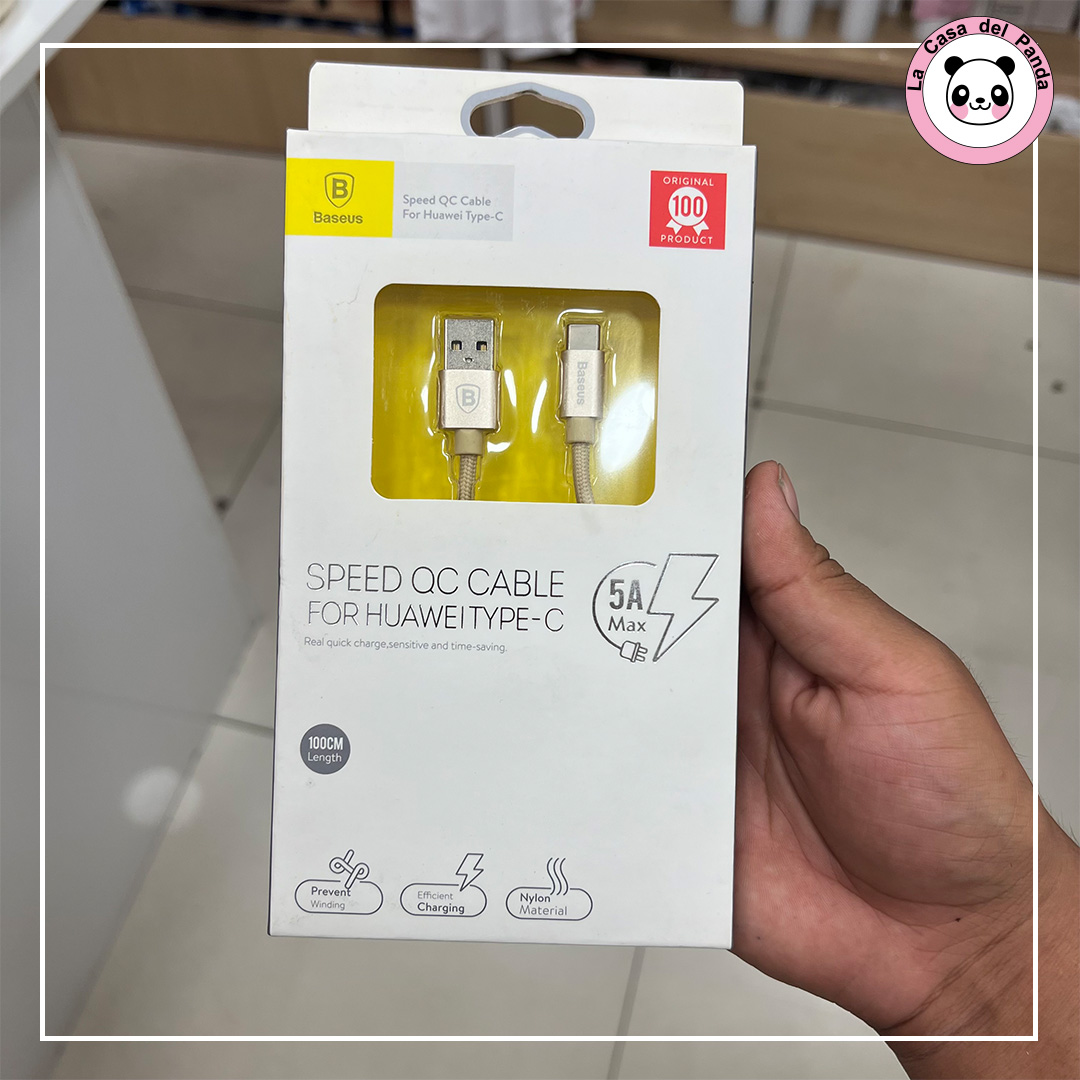 La Casa del Panda
B
Baseus
Speed QC Cable
For Huawei Type-C
ORIGINAL
100
PRODUCT
B
Baseus
SPEED QC CABLE
FOR HUAWEI TYPE-C
Real quick charge,sensitive and time-saving.
5A
Max
100CM
Length
Prevent
Winding
Efficient
Charging
Nylon
Material